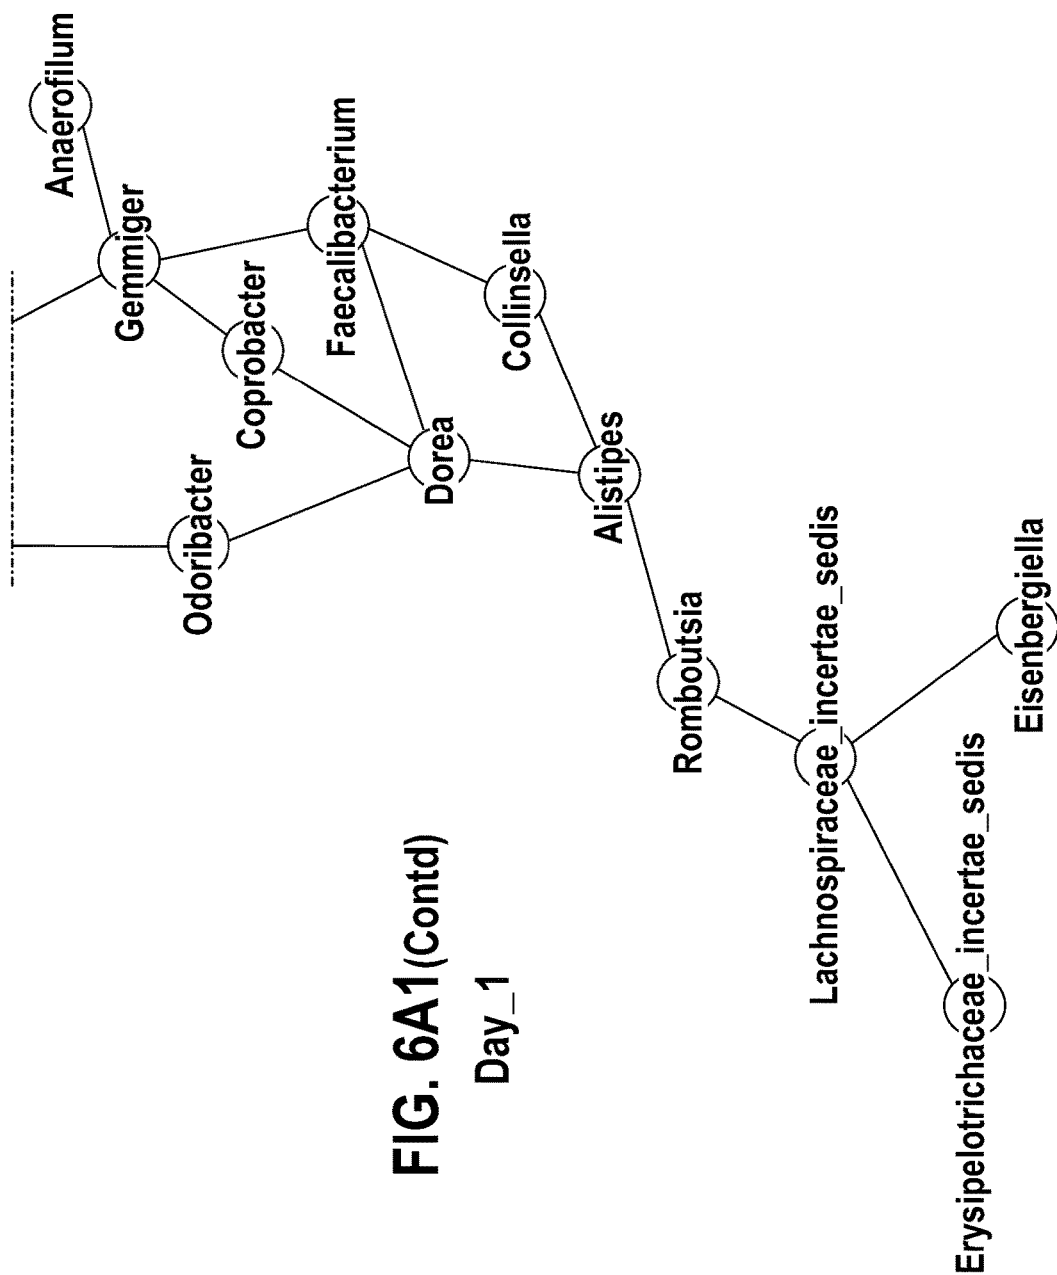 Anaerofilum
Gemmiger
Faecalibacterium
Coprobacter
Collinsella
Odoribacter
Dorea
Alistipes
Romboutsia
Lachnospiraceae_incertae_sedis
Eisenbergiella
Erysipelotrichaceae_incertae_sedis
FIG. 6A1(Contd)
Day_1